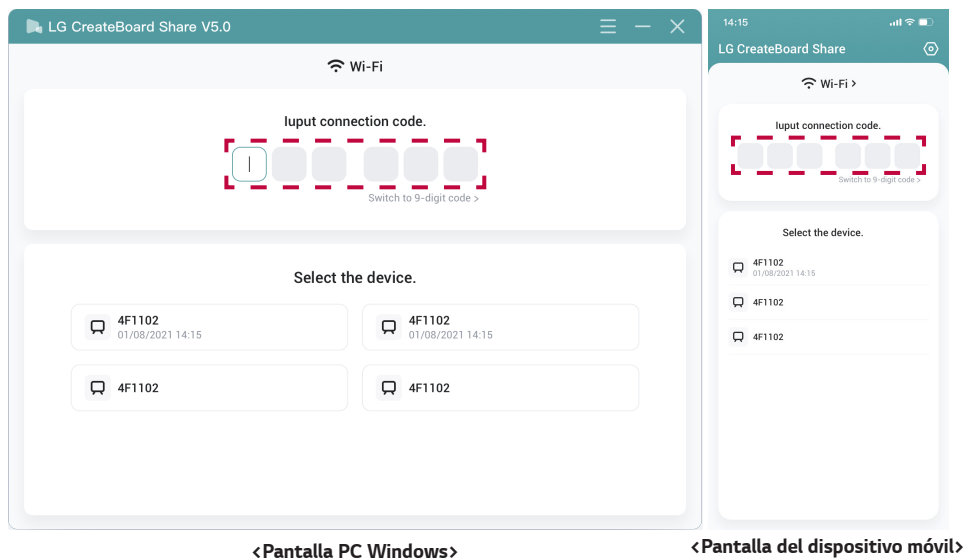 LG CreateBoard Share V5.0
Wi-Fi
Iuput connection code.
Switch to 9-digit code >
Select the device.
4F1102
01/08/2021 14:15
4F1102
01/08/2021 14:15
4F1102
4F1102
<Pantalla PC Windows>
14:15
LG CreateBoard Share
Wi-Fi >
Iuput connection code.
Switch to 9-digit code >
Select the device.
4F1102
01/08/2021 14:15
4F1102
4F1102
<Pantalla del dispositivo móvil>